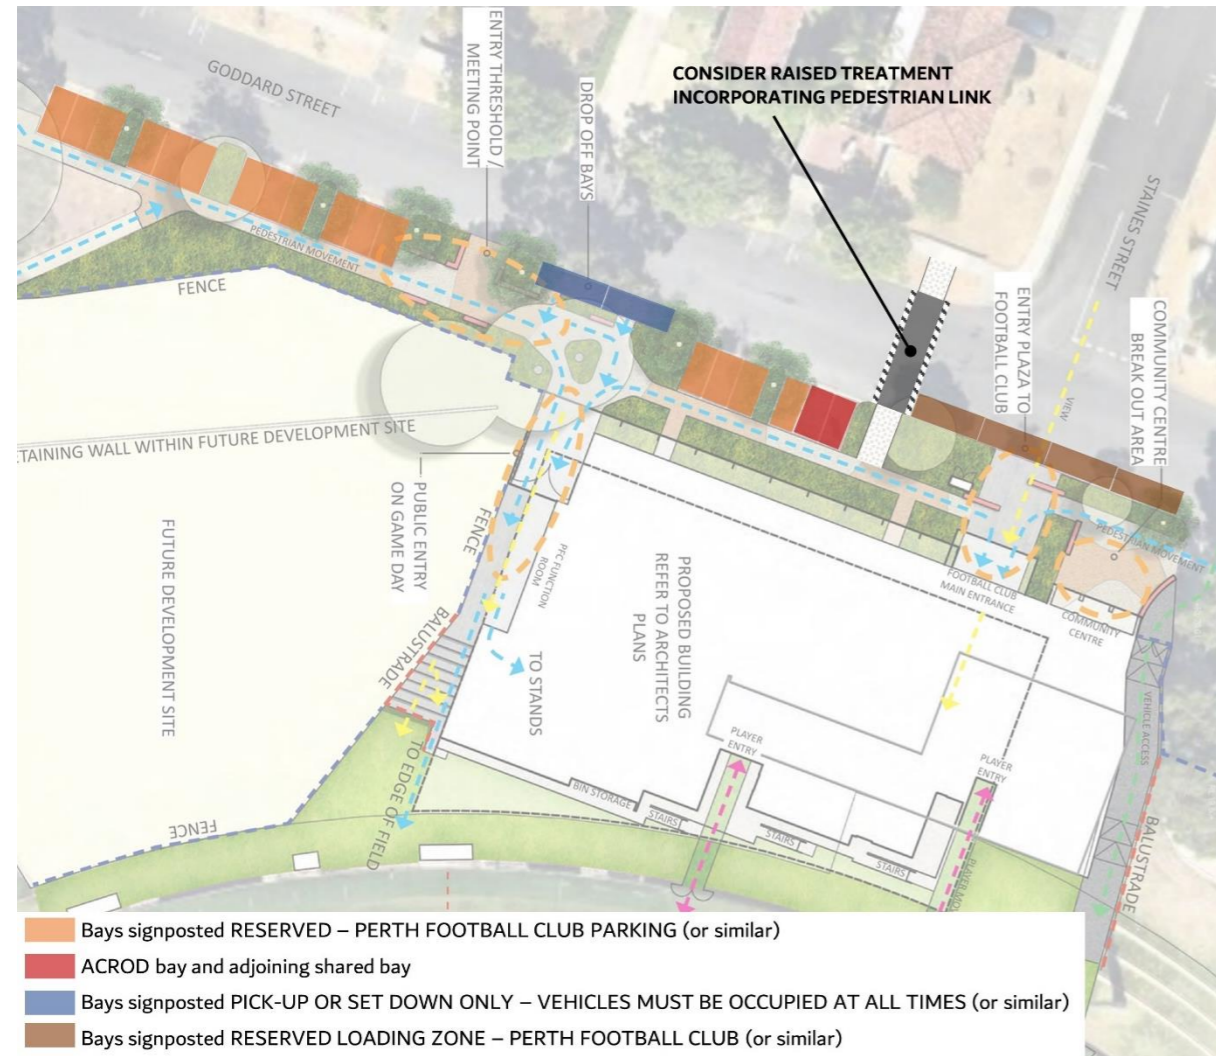 GODDARD STREET
ENTRY THRESHOLD /
MEETING POINT
DROP OFF BAYS
CONSIDER RAISED TREATMENT
INCORPORATING PEDESTRIAN LINK
STAINES STREET
PEDESTRIAN MOVEMENT
FENCE
ENTRY PLAZA TO
FOOTBALL CLUB
VIEW
COMMUNITY CENTRE
BREAK OUT AREA
TAINING WALL WITHIN FUTURE DEVELOPMENT SITE
PUBLIC ENTRY
ON GAME DAY
FENCE
PFC FUNCTION
ROOM
FUTURE DEVELOPMENT SITE
PROPOSED BUILDING
REFER TO ARCHITECTS
PLANS
PEDESTRIAN MOVEMENT
FOOTBALL CLUB
MAIN ENTRANCE
COMMUNITY
CENTRE
BALUSTRADE
TO STANDS
VEHICLE ACCESS
TO EDGE OF FIELD
PLAYER
ENTRY
PLAYER
ENTRY
BIN STORAGE
STAIRS
STAIRS
STAIRS
FENCE
BALUSTRADE
Bays signposted RESERVED – PERTH FOOTBALL CLUB PARKING (or similar)
ACROD bay and adjoining shared bay
Bays signposted PICK-UP OR SET DOWN ONLY – VEHICLES MUST BE OCCUPIED AT ALL TIMES (or similar)
Bays signposted RESERVED LOADING ZONE – PERTH FOOTBALL CLUB (or similar)